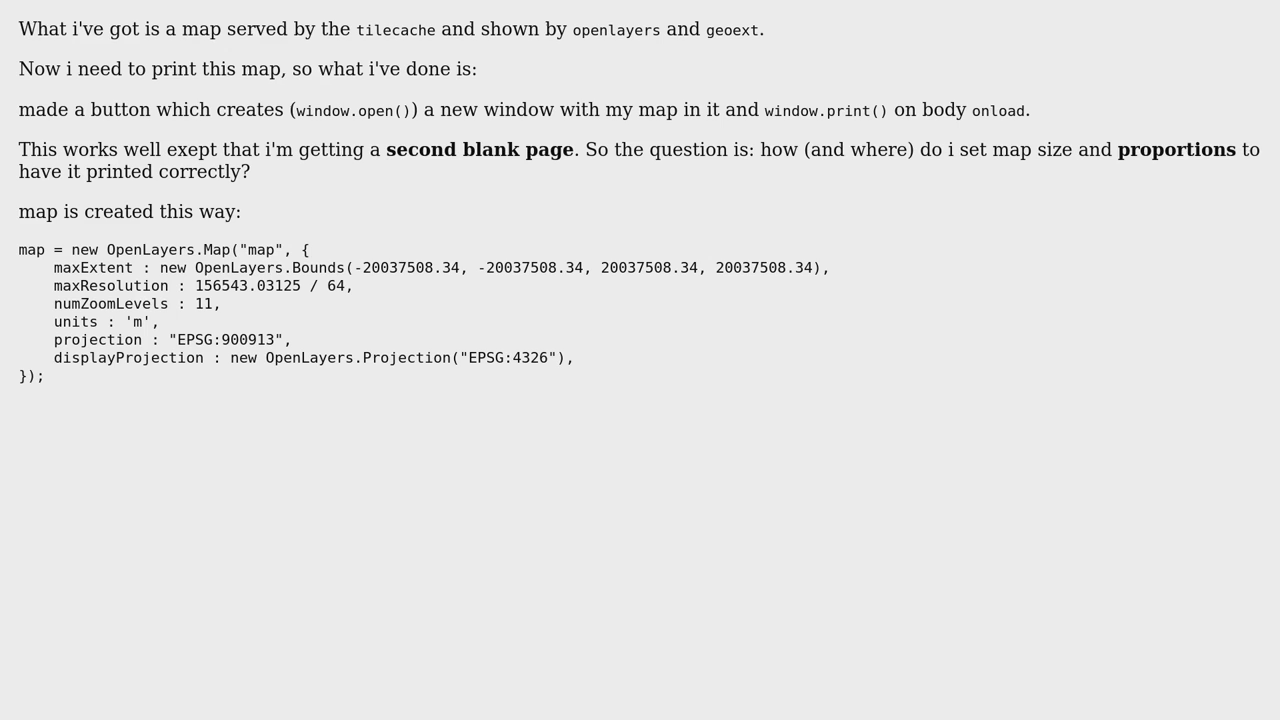 What i've got is a map served by the tilecache and shown by openlayers and geoext.
Now i need to print this map, so what i've done is:
made a button which creates (window.open()) a new window with my map in it and window.print() on body onload.
This works well exept that i'm getting a second blank page. So the question is: how (and where) do i set map size and proportions to
have it printed correctly?
map is created this way:
map = new OpenLayers.Map("map", {
    maxExtent : new OpenLayers.Bounds(-20037508.34, -20037508.34, 20037508.34, 20037508.34),
    maxResolution : 156543.03125 / 64,
    numZoomLevels : 11,
    units : 'm',
    projection : "EPSG:900913",
    displayProjection : new OpenLayers.Projection("EPSG:4326"),
});